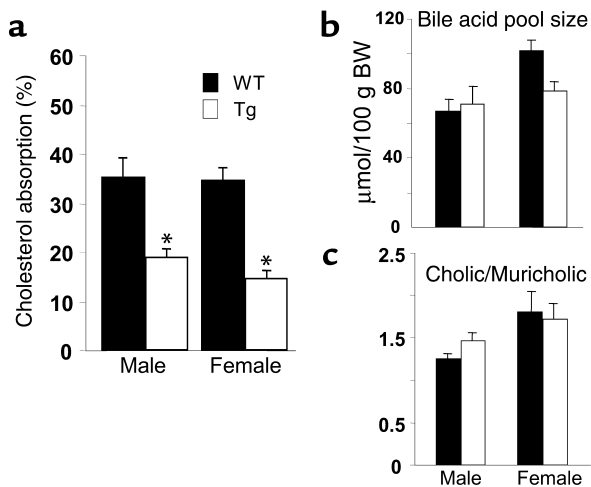 a
Cholesterol absorption (%)
60
50
40
30
20
10
0
WT
Tg
*
*
Male
Female
b
Bile acid pool size
µmol/100 g BW
120
80
40
0
c
Cholic/Muricholic
2.5
1.5
0.5
0
Male
Female